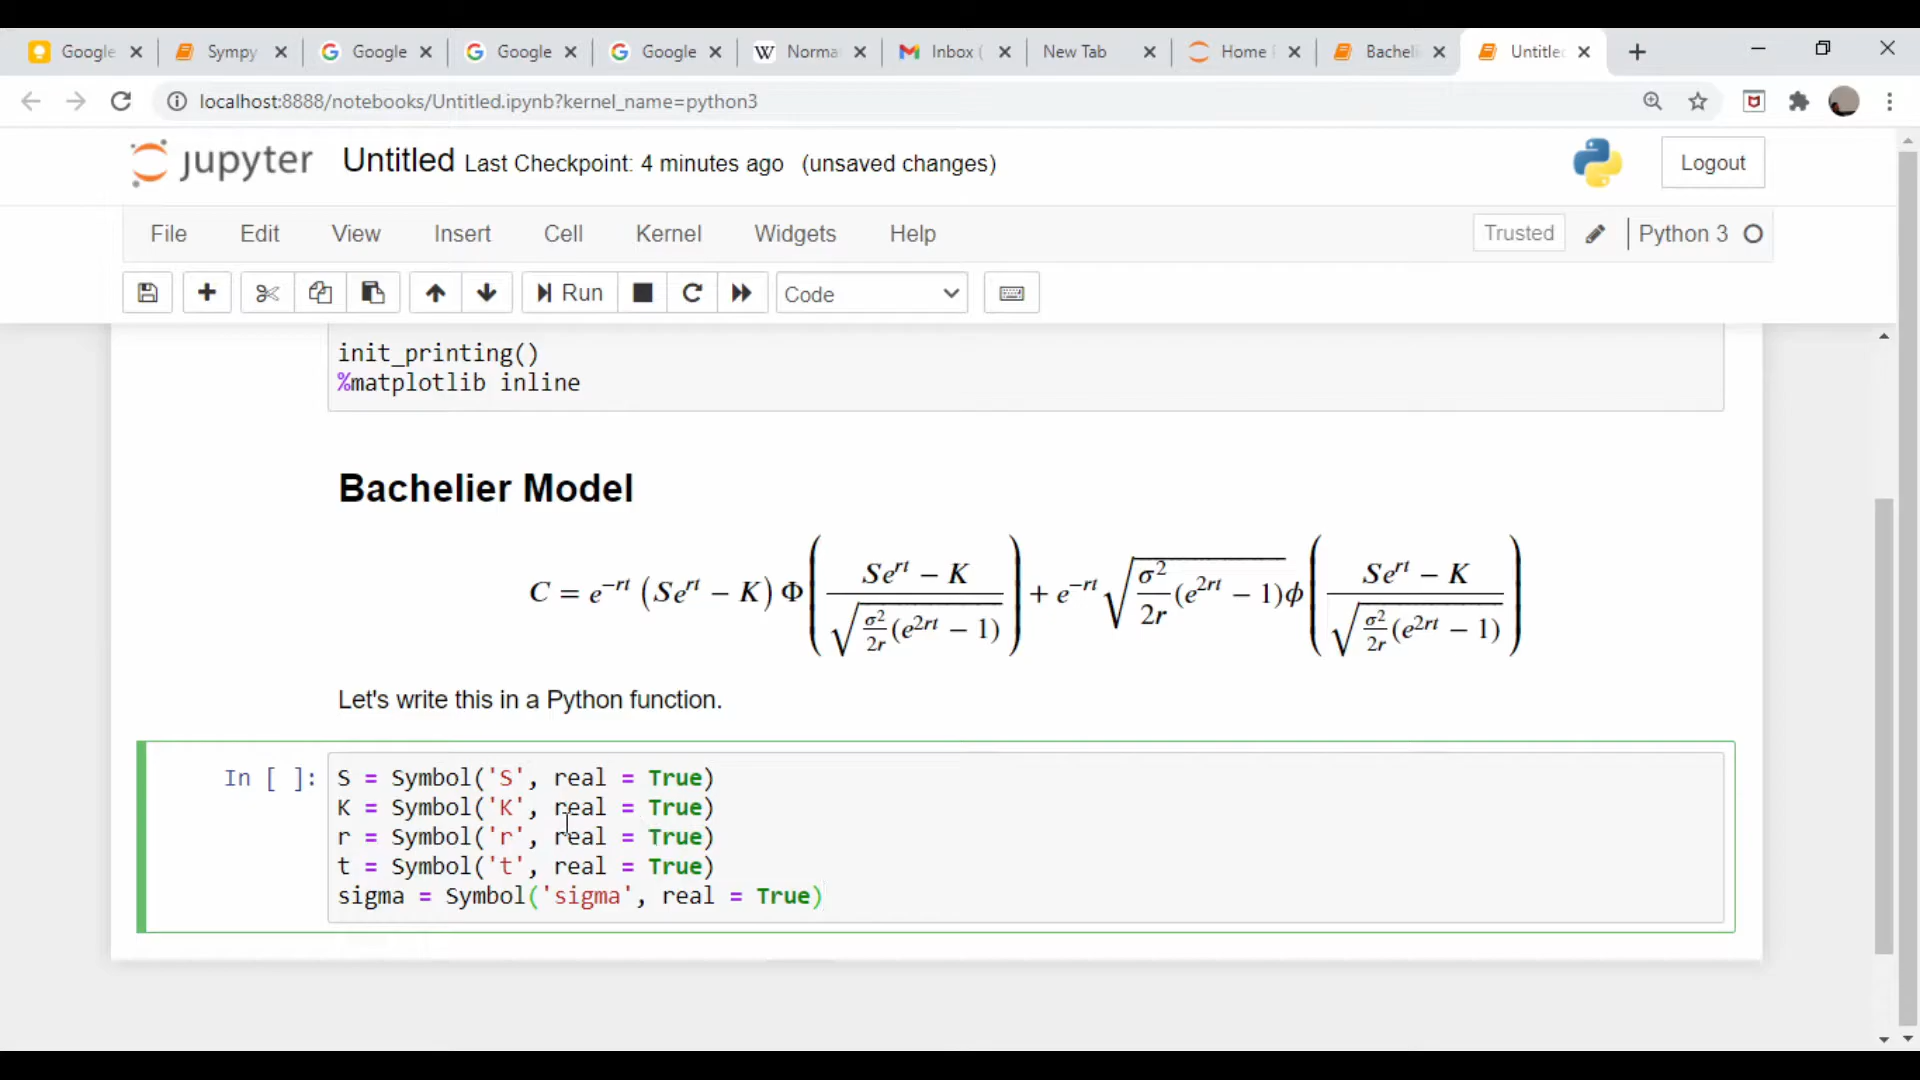 Google Sympy Google Google Google Norma Inbox ( New Tab Home Bacheli Untitled
localhost:8888/notebooks/Untitled.ipynb?kernel_name=python3
jupyter Untitled Last Checkpoint: 4 minutes ago (unsaved changes) Logout
File Edit View Insert Cell Kernel Widgets Help Trusted Python 3
Run Code
init_printing()
%matplotlib inline
Bachelier Model
C = e^{-rt} (Se^{rt} − K) Φ ( (Se^{rt} − K) / √(σ²/2r (e^{2rt} − 1)) ) + e^{-rt} √(σ²/2r (e^{2rt} − 1)) ϕ ( (Se^{rt} − K) / √(σ²/2r (e^{2rt} − 1)) )
Let's write this in a Python function.
In [ ]: S = Symbol('S', real = True)
K = Symbol('K', real = True)
r = Symbol('r', real = True)
t = Symbol('t', real = True)
sigma = Symbol('sigma', real = True)